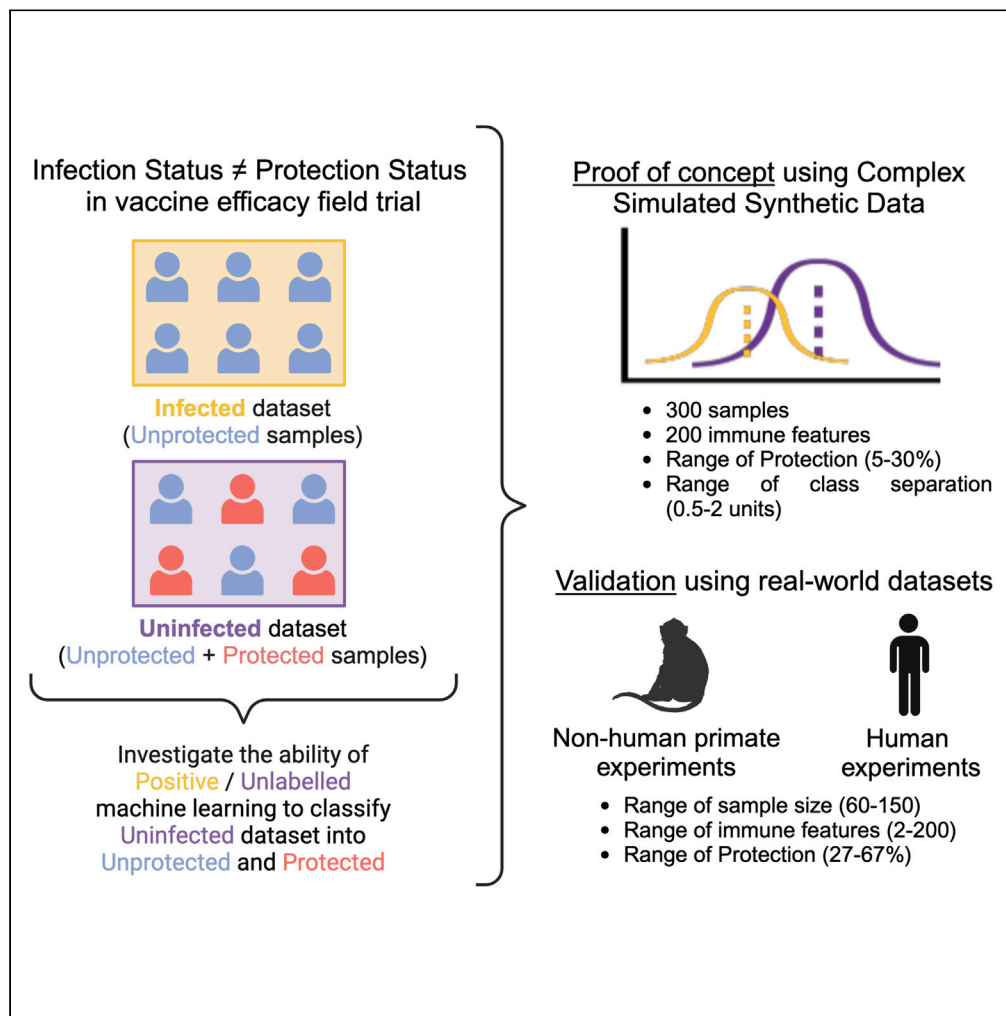 Infection Status ≠ Protection Status
in vaccine efficacy field trial
Infected dataset
(Unprotected samples)
Uninfected dataset
(Unprotected + Protected samples)
Investigate the ability of
Positive / Unlabelled
machine learning to classify
Uninfected dataset into
Unprotected and Protected
Proof of concept using Complex
Simulated Synthetic Data
• 300 samples
• 200 immune features
• Range of Protection (5-30%)
• Range of class separation
(0.5-2 units)
Validation using real-world datasets
Non-human primate
experiments
Human
experiments
• Range of sample size (60-150)
• Range of immune features (2-200)
• Range of Protection (27-67%)